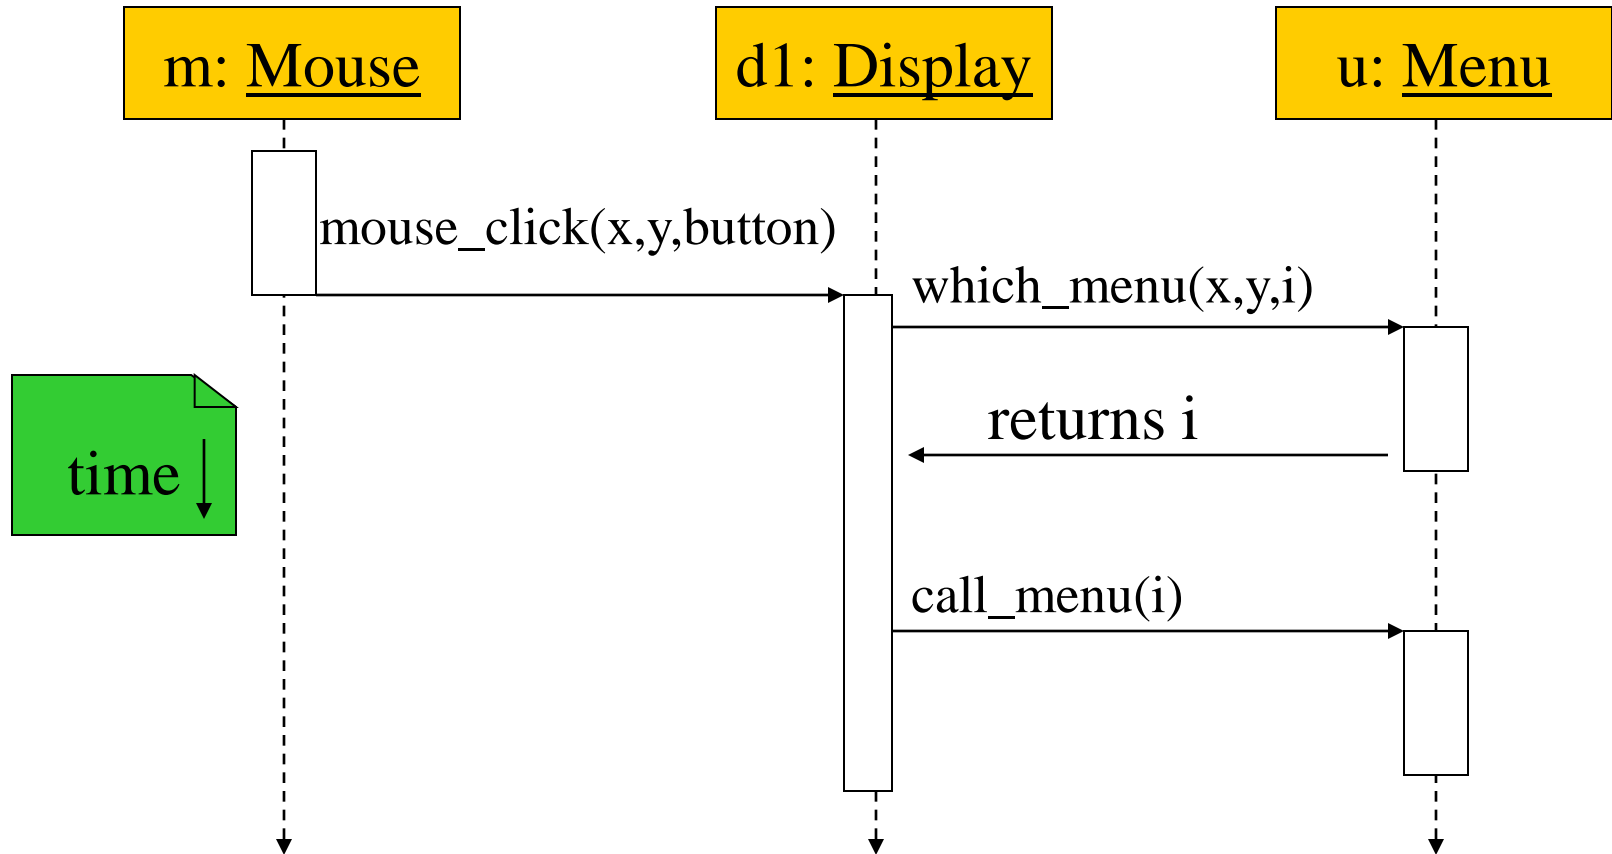 m: Mouse
d1: Display
u: Menu
mouse_click(x,y,button)
which_menu(x,y,i)
returns i
time
call_menu(i)